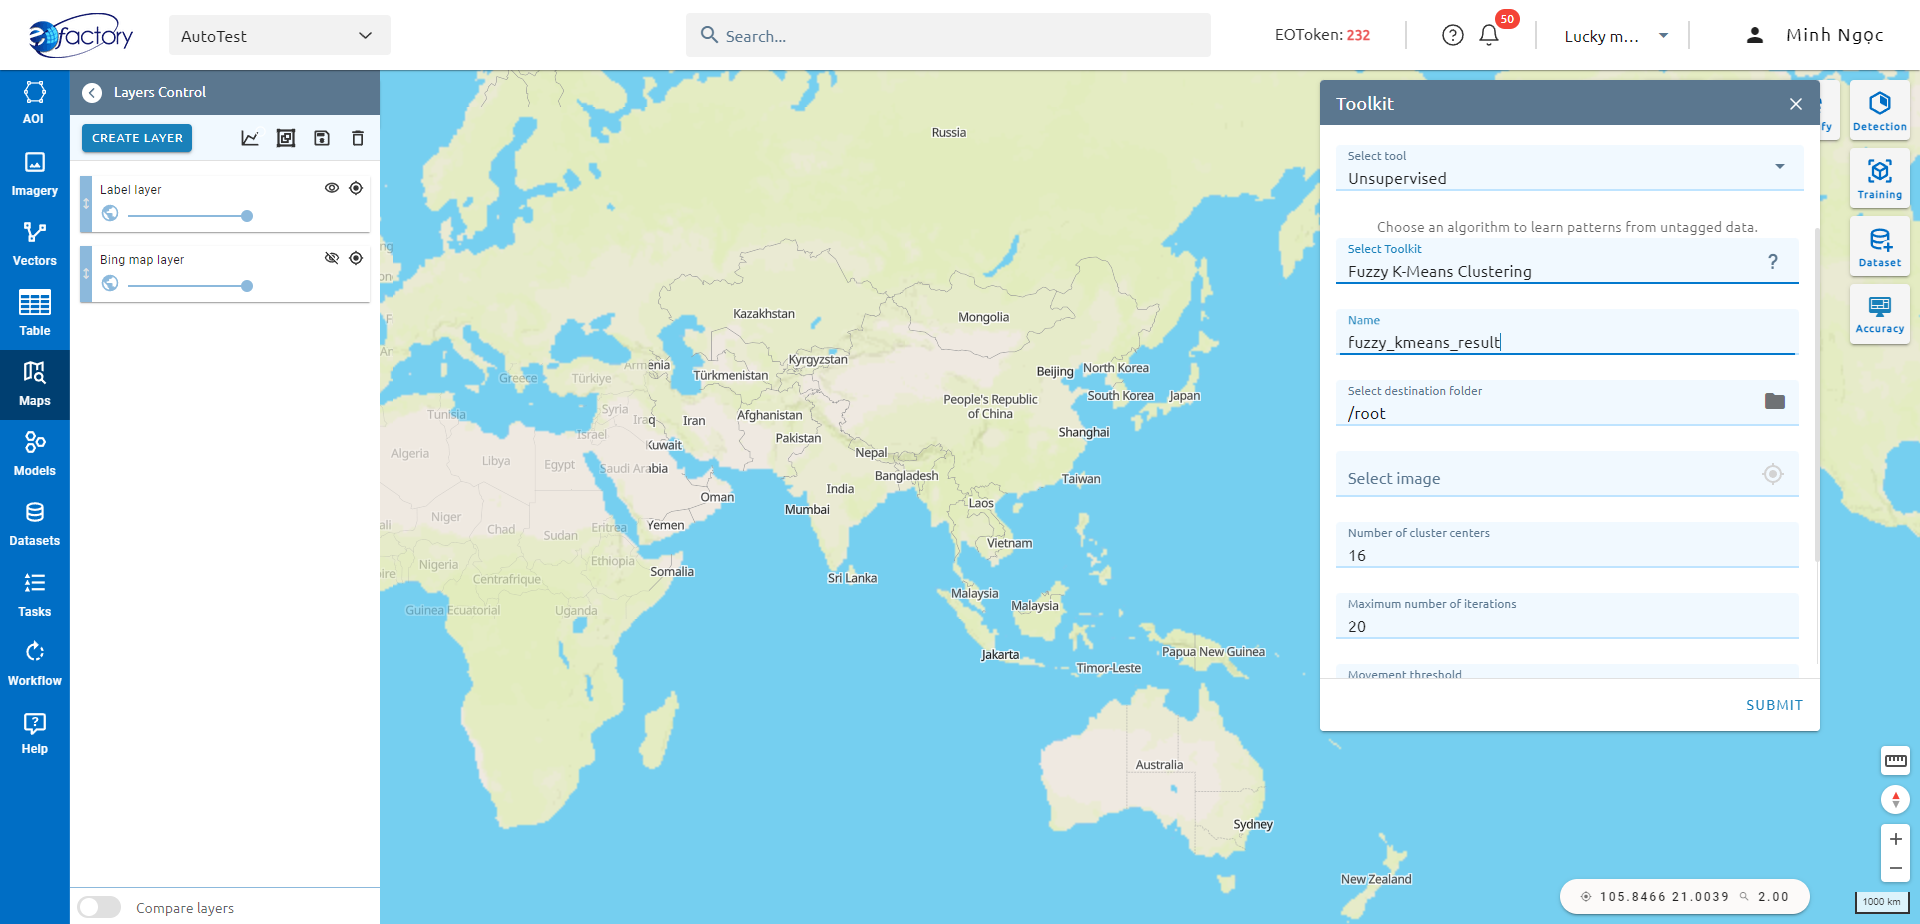 eofactory
AutoTest
Search...
EOToken: 232
50
Lucky m...
Minh Ngọc
AOI
Imagery
Vectors
Table
Maps
Models
Datasets
Tasks
Workflow
Help
Layers Control
CREATE LAYER
Label layer
Bing map layer
Compare layers
Russia
Kazakhstan
Mongolia
Kyrgyzstan
Armenia
Türkmenistan
Greece
Türkiye
Beijing
North Korea
South Korea
Japan
People's Republic
of China
Tunisia
Syria
Iraq
Iran
Afghanistan
Israel
Kuwait
Pakistan
Shanghai
Algeria
Libya
Egypt
Saudi Arabia
Nepal
Bangladesh
Taiwan
India
Oman
Mumbai
Laos
Niger
Chad
Sudan
Eritrea
Yemen
Vietnam
Nigeria
Centrafrique
Ethiopia
Somalia
Sri Lanka
Malaysia
Malaysia
Guinea Ecuatorial
Uganda
Jakarta
Timor-Leste
Papua New Guinea
Australia
Sydney
New Zealand
Toolkit
Select tool
Unsupervised
Choose an algorithm to learn patterns from untagged data.
Select Toolkit
Fuzzy K-Means Clustering
?
Name
fuzzy_kmeans_result
Select destination folder
/root
Select image
Number of cluster centers
16
Maximum number of iterations
20
Movement threshold
SUBMIT
fy
Detection
Training
Dataset
Accuracy
105.8466 21.0039 2.00
1000 km